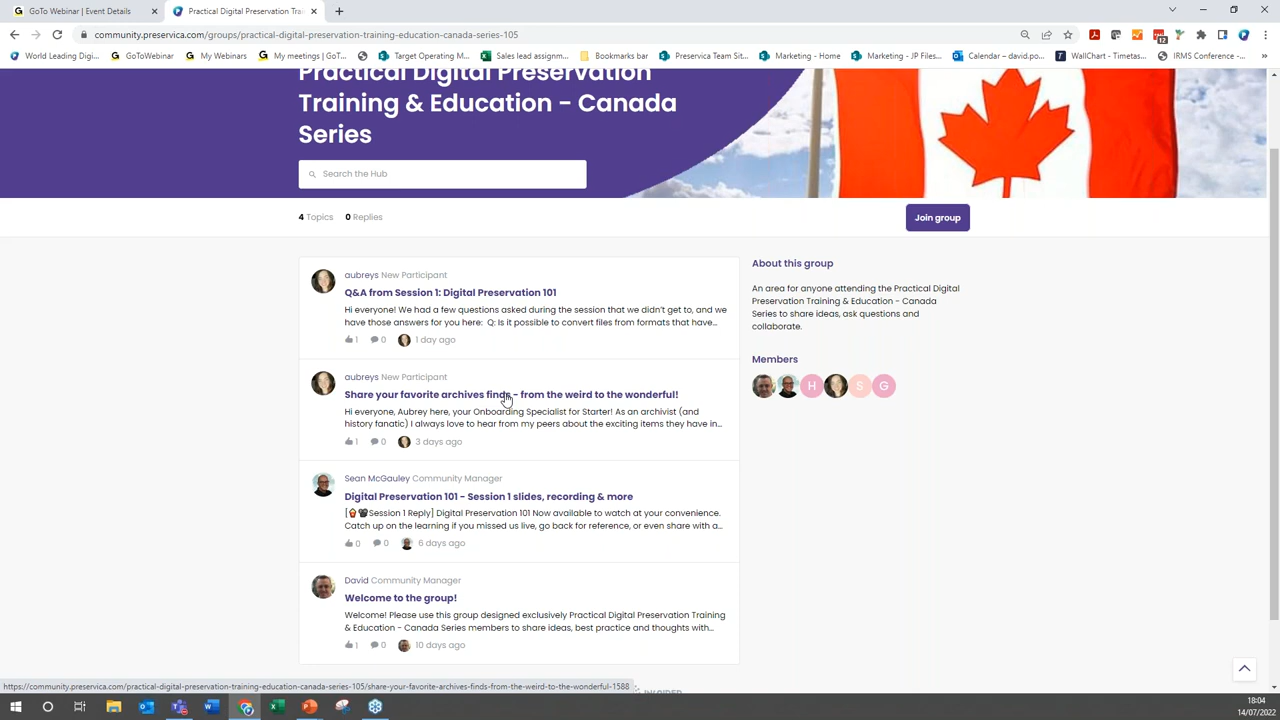 GoTo Webinar | Event Details
Practical Digital Preservation Trai
community.preservica.com/groups/practical-digital-preservation-training-education-canada-series-105
World Leading Digi...
GoToWebinar
My Webinars
My meetings | GoT...
Target Operating M...
Sales lead assignm...
Bookmarks bar
Preservica Team Sit...
Marketing - Home
Marketing - JP Files...
Calendar – david.po...
WallChart - Timetas...
IRMS Conference -...
12
Practical Digital Preservation
Training & Education - Canada
Series
Search the Hub
4 Topics 0 Replies
Join group
aubreys New Participant
Q&A from Session 1: Digital Preservation 101
Hi everyone! We had a few questions asked during the session that we didn't get to, and we
have those answers for you here: Q: Is it possible to convert files from formats that have...
1 0 1 day ago
aubreys New Participant
Share your favorite archives finds - from the weird to the wonderful!
Hi everyone, Aubrey here, your Onboarding Specialist for Starter! As an archivist (and
history fanatic) I always love to hear from my peers about the exciting items they have in...
1 0 3 days ago
Sean McGauley Community Manager
Digital Preservation 101 - Session 1 slides, recording & more
[Session 1 Reply] Digital Preservation 101 Now available to watch at your convenience.
Catch up on the learning if you missed us live, go back for reference, or even share with a...
0 0 6 days ago
David Community Manager
Welcome to the group!
Welcome! Please use this group designed exclusively Practical Digital Preservation Training
& Education - Canada Series members to share ideas, best practice and thoughts with...
1 0 10 days ago
About this group
An area for anyone attending the Practical Digital
Preservation Training & Education - Canada
Series to share ideas, ask questions and
collaborate.
Members
H
S
G
https://community.preservica.com/practical-digital-preservation-training-education-canada-series-105/share-your-favorite-archives-finds-from-the-weird-to-the-wonderful-1588
18:04
14/07/2022